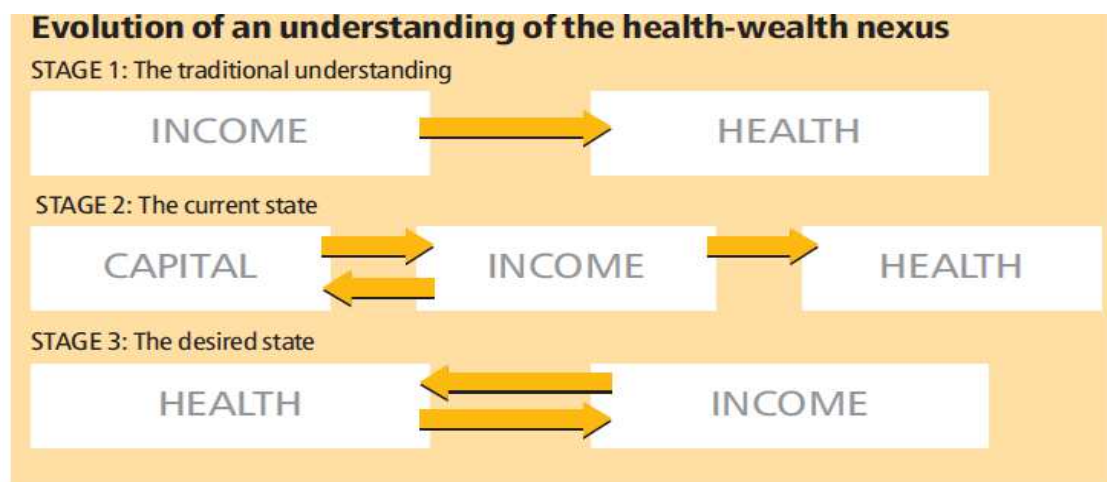 Evolution of an understanding of the health-wealth nexus
STAGE 1: The traditional understanding
INCOME HEALTH
STAGE 2: The current state
CAPITAL INCOME HEALTH
STAGE 3: The desired state
HEALTH INCOME